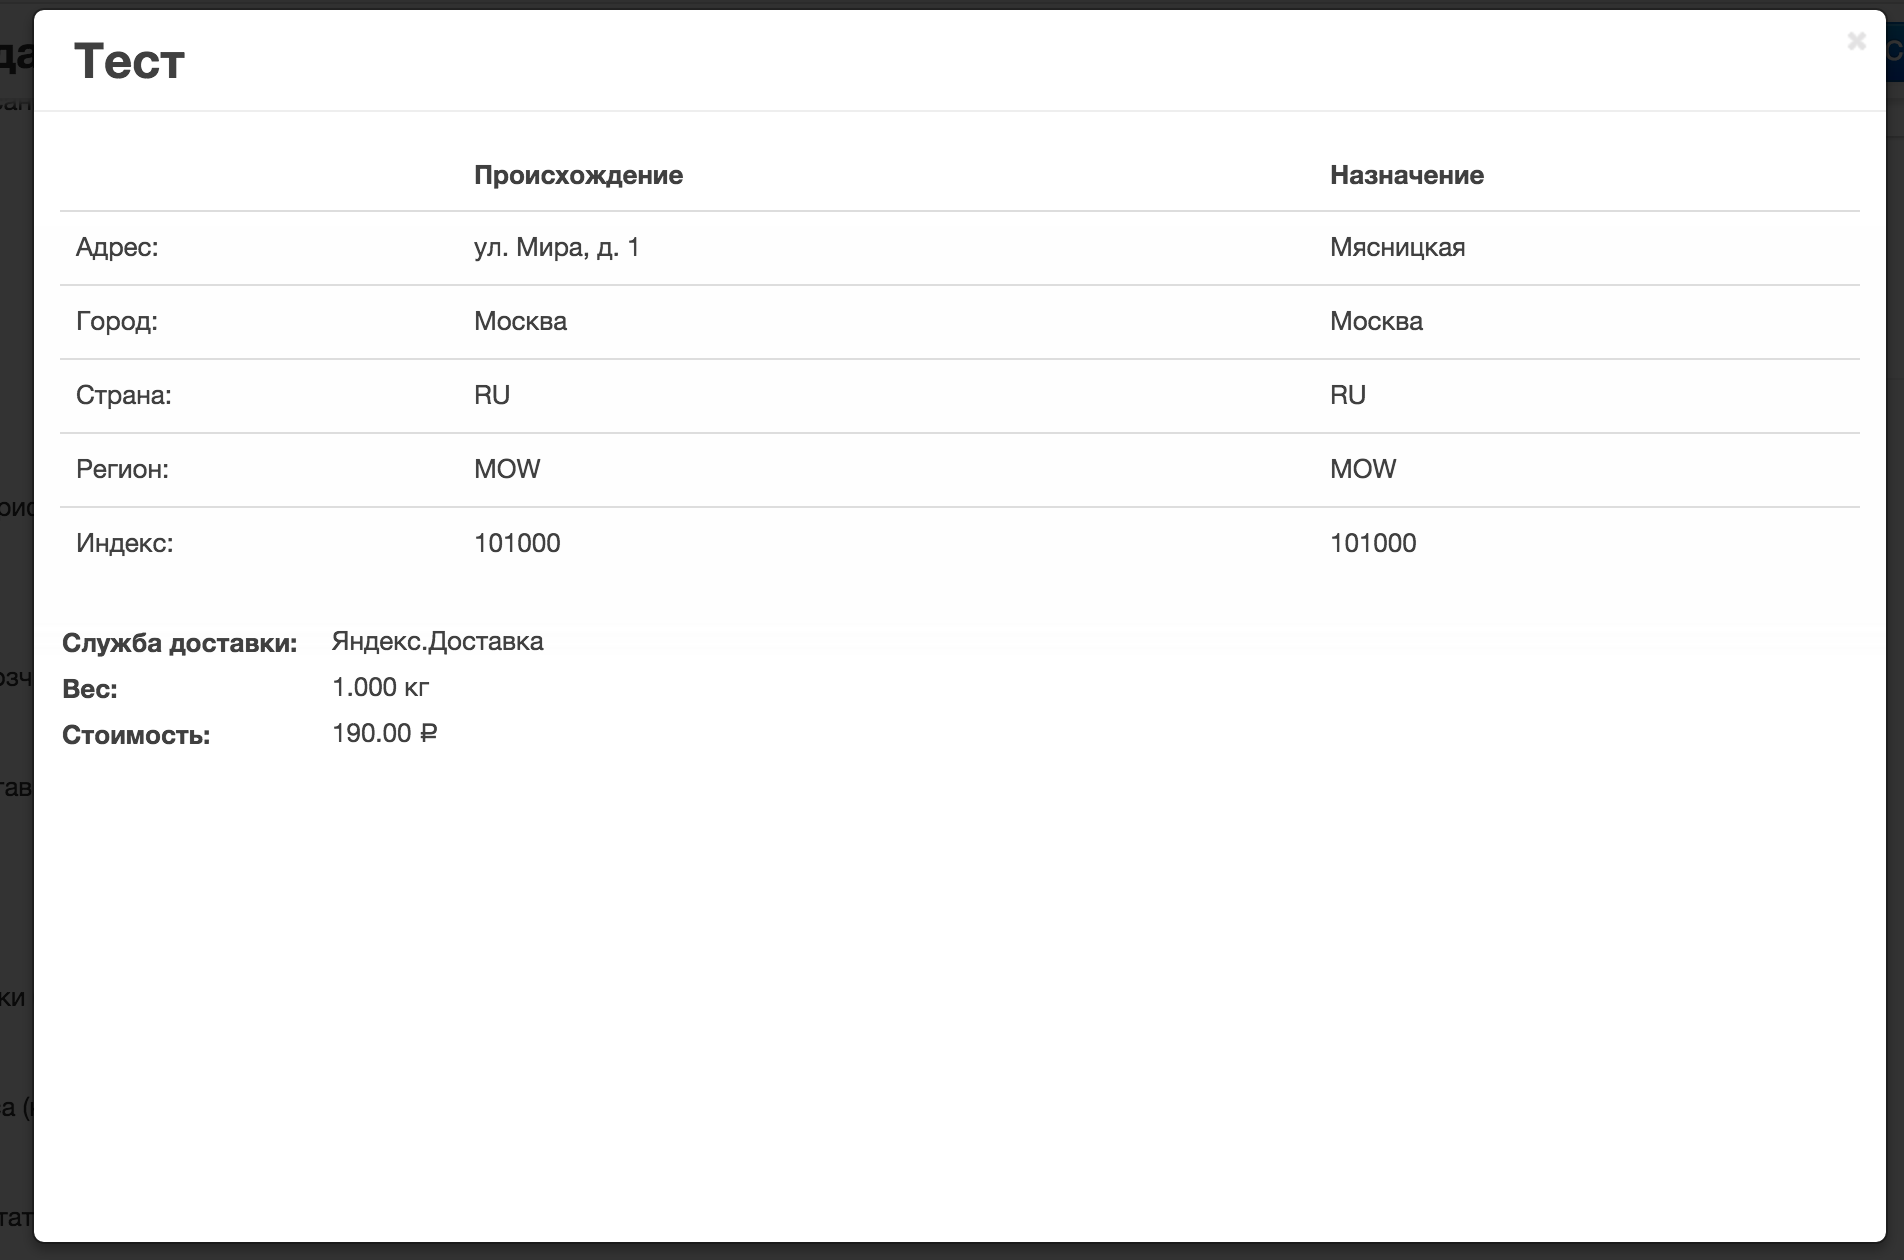 Тест
Происхождение Назначение
Адрес: ул. Мира, д. 1 Мясницкая
Город: Москва Москва
Страна: RU RU
Регион: MOW MOW
Индекс: 101000 101000
Служба доставки: Яндекс.Доставка
Вес: 1.000 кг
Стоимость: 190.00 ₽